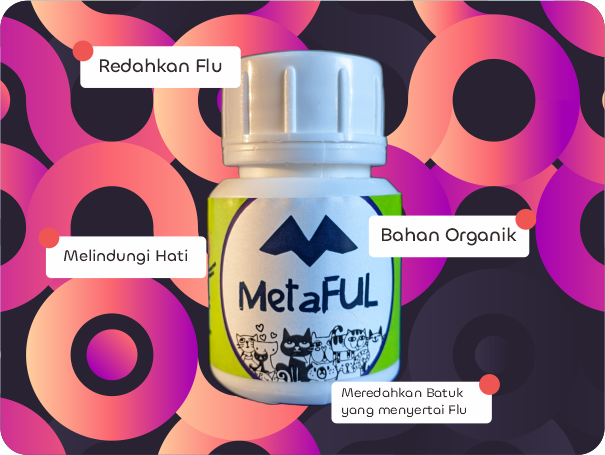 Redahkan Flu
Bahan Organik
Melindungi Hati
MetaFUL
Meredahkan Batuk
yang menyertai Flu